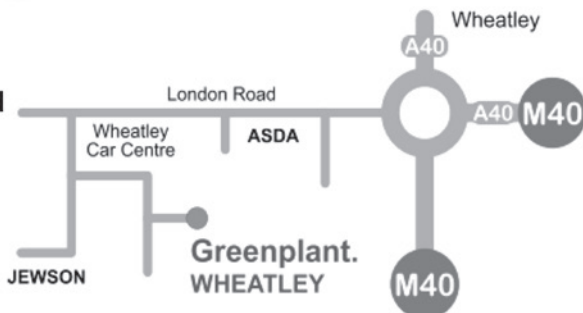 Wheatley
A40
London Road
A40
M40
Wheatley
Car Centre
ASDA
Greenplant.
WHEATLEY
JEWSON
M40